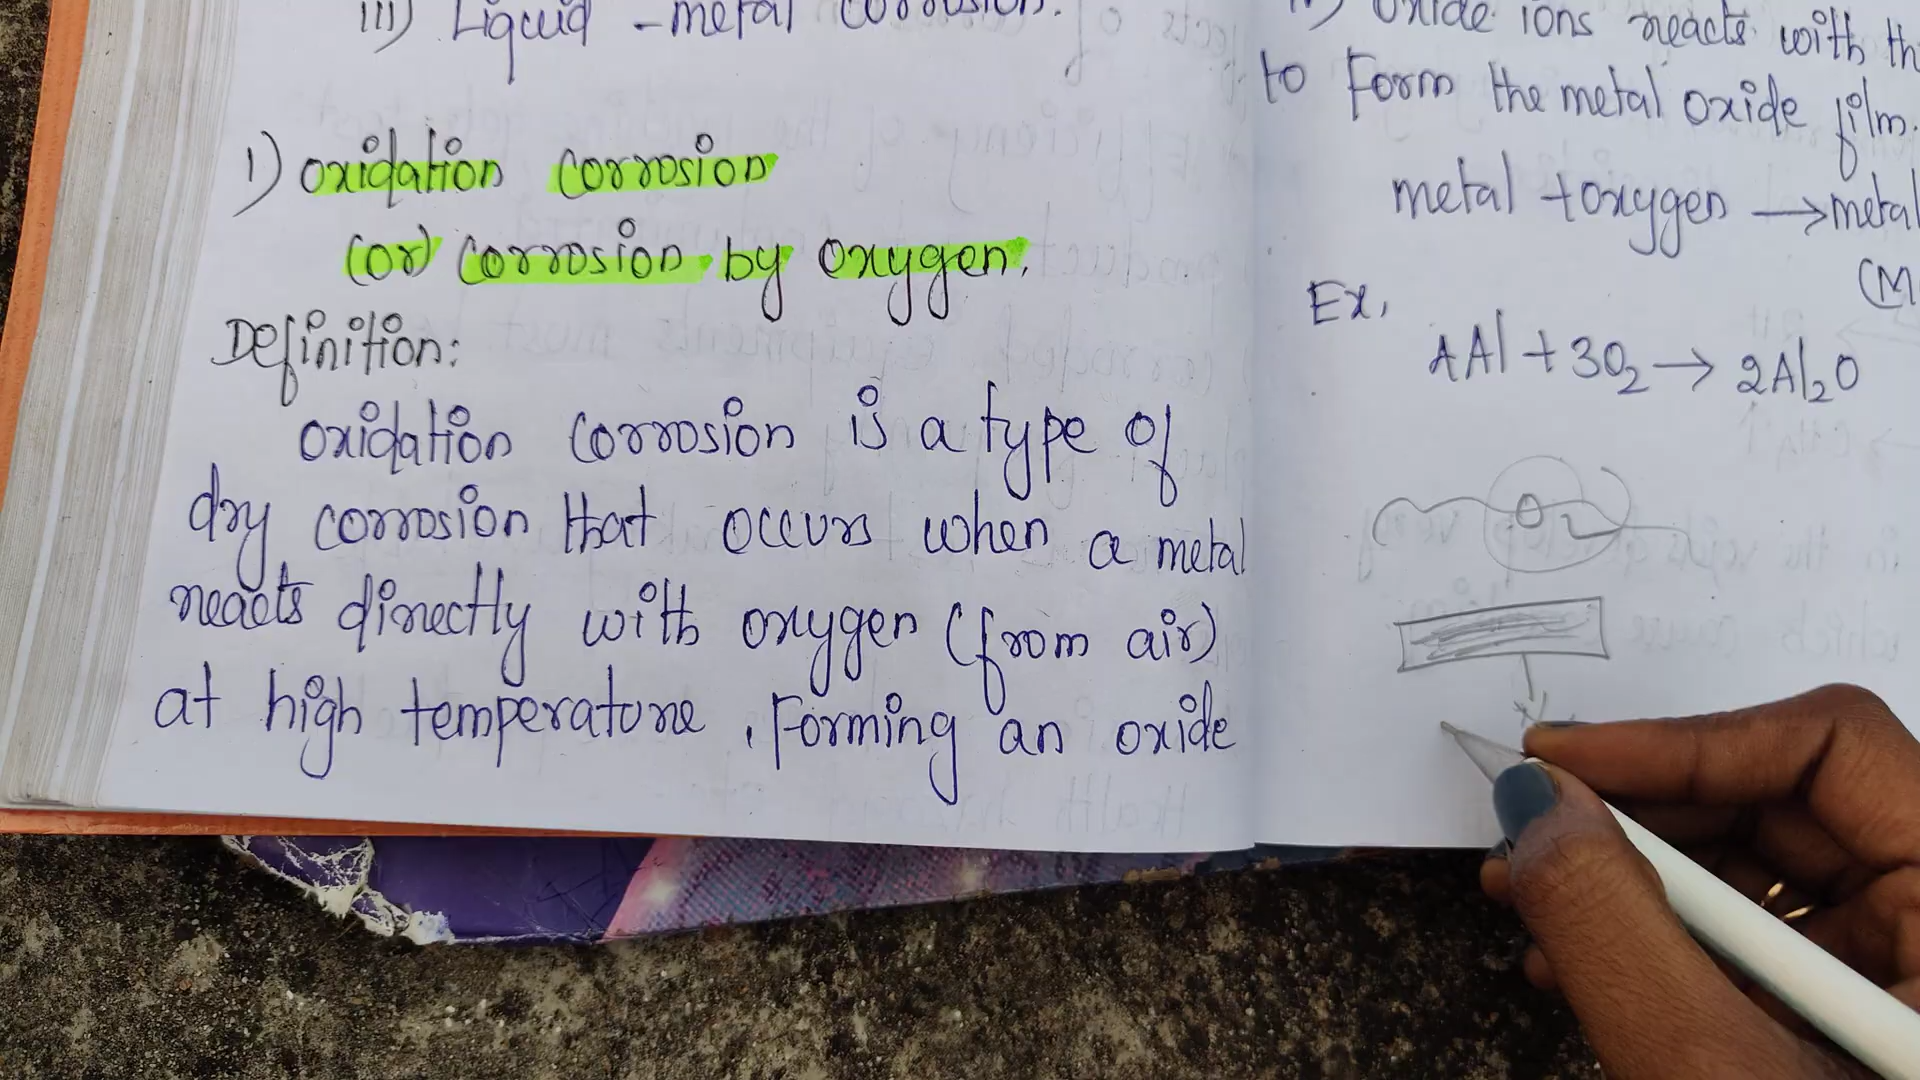 III) Liquid - metal corrosion.
1) oxidation corrosion
(or) corrosion by oxygen.
Definition:
oxidation corrosion is a type of
dry corrosion that occurs when a metal
reacts directly with oxygen (from air)
at high temperature, Forming an oxide
oxide ions reacts with
to Form the metal oxide film.
metal + oxygen → metal
(M
Ex,
4Al + 3O2 → 2Al2O
O2